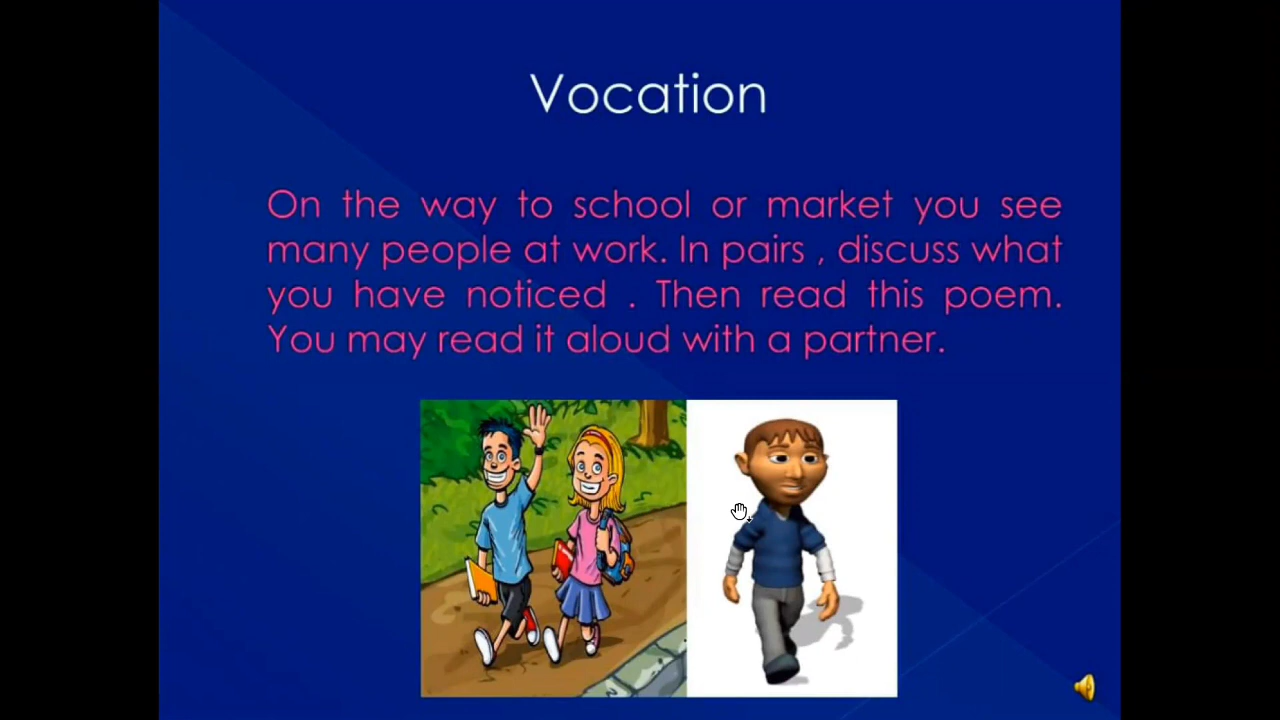 Vocation
On the way to school or market you see
many people at work. In pairs , discuss what
you have noticed . Then read this poem.
You may read it aloud with a partner.